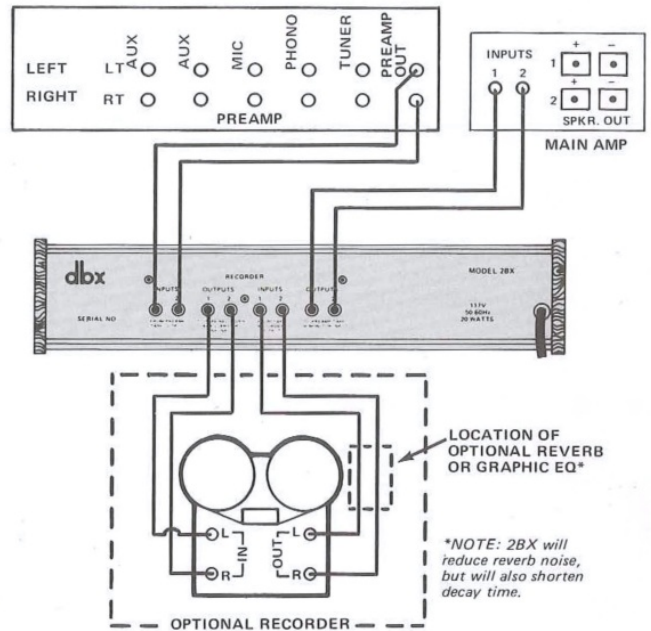 AUX
AUX
MIC
PHONO
TUNER
PREAMP OUT
LEFT LT
RIGHT RT
PREAMP
INPUTS
1 2
1 + −
2 + −
SPKR. OUT
MAIN AMP
dbx
RECORDER
MODEL 2BX
INPUTS
OUTPUTS
INPUTS
OUTPUTS
1 2
1 2
SERIAL NO
117V
50-60Hz
20 WATTS
LOCATION OF
OPTIONAL REVERB
OR GRAPHIC EQ*
L IN
R
OUT L
R
*NOTE: 2BX will
reduce reverb noise,
but will also shorten
decay time.
OPTIONAL RECORDER